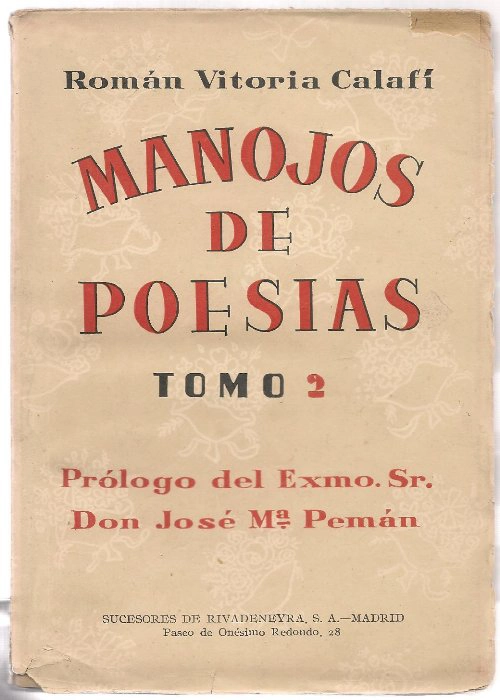 Román Vitoria Calafí
MANOJOS
DE
POESIAS
TOMO 2
Prólogo del Exmo. Sr.
Don José Mª Pemán
SUCESORES DE RIVADENEYRA, S. A.—MADRID
Paseo de Onésimo Redondo, 28